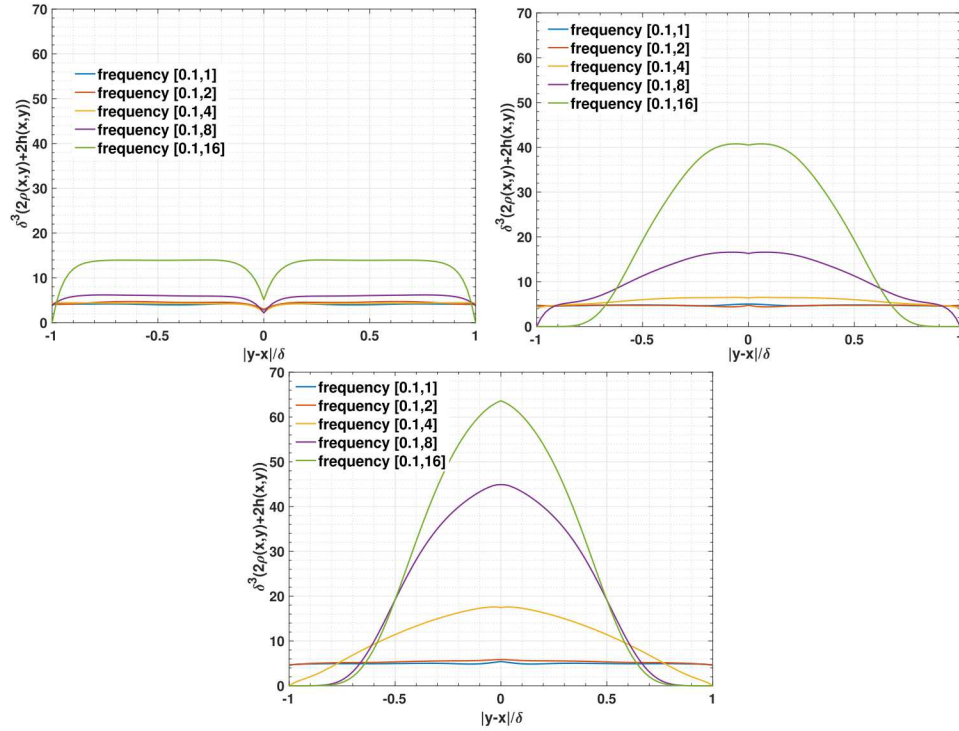 70
60
50
40
30
20
10
0
δ³(2ρ(x,y)+2h(x,y))
frequency [0.1,1]
frequency [0.1,2]
frequency [0.1,4]
frequency [0.1,8]
frequency [0.1,16]
-1 -0.5 0 0.5 1
|y-x|/δ
70
60
50
40
30
20
10
0
δ³(2ρ(x,y)+2h(x,y))
frequency [0.1,1]
frequency [0.1,2]
frequency [0.1,4]
frequency [0.1,8]
frequency [0.1,16]
-1 -0.5 0 0.5 1
|y-x|/δ
70
60
50
40
30
20
10
0
δ³(2ρ(x,y)+2h(x,y))
frequency [0.1,1]
frequency [0.1,2]
frequency [0.1,4]
frequency [0.1,8]
frequency [0.1,16]
-1 -0.5 0 0.5 1
|y-x|/δ